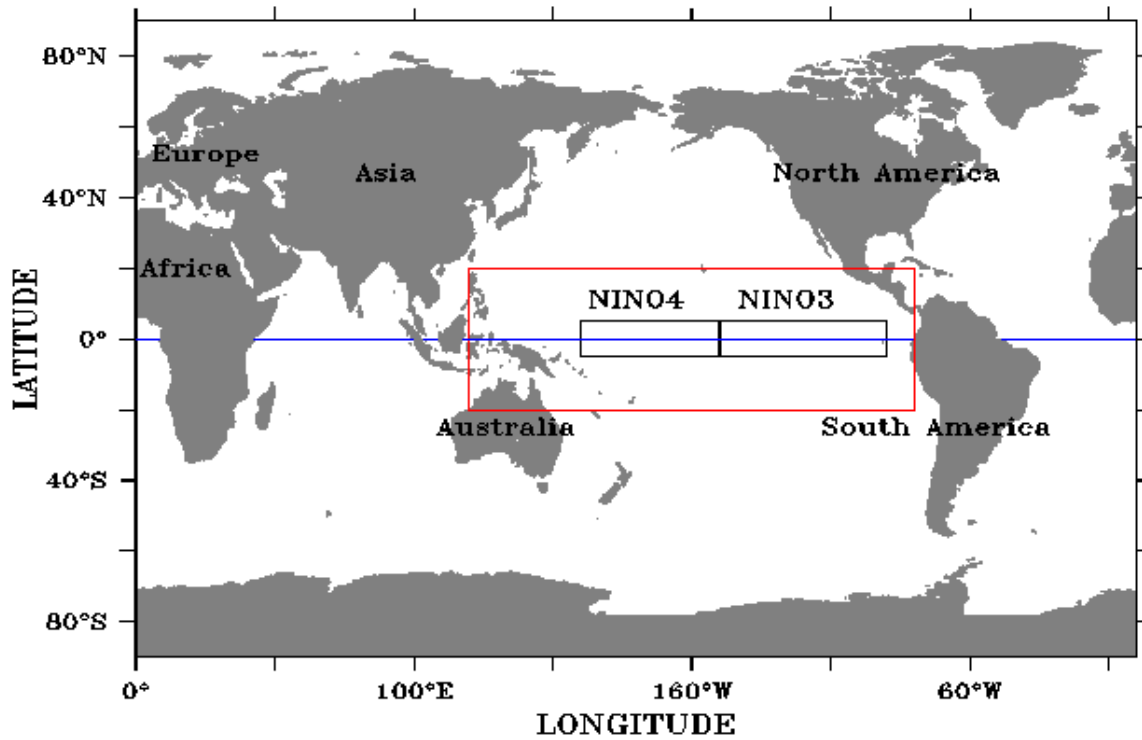 80°N
Europe
Asia
North America
40°N
Africa
NINO4
NINO3
0°
LATITUDE
Australia
South America
40°S
80°S
0°
100°E
160°W
60°W
LONGITUDE